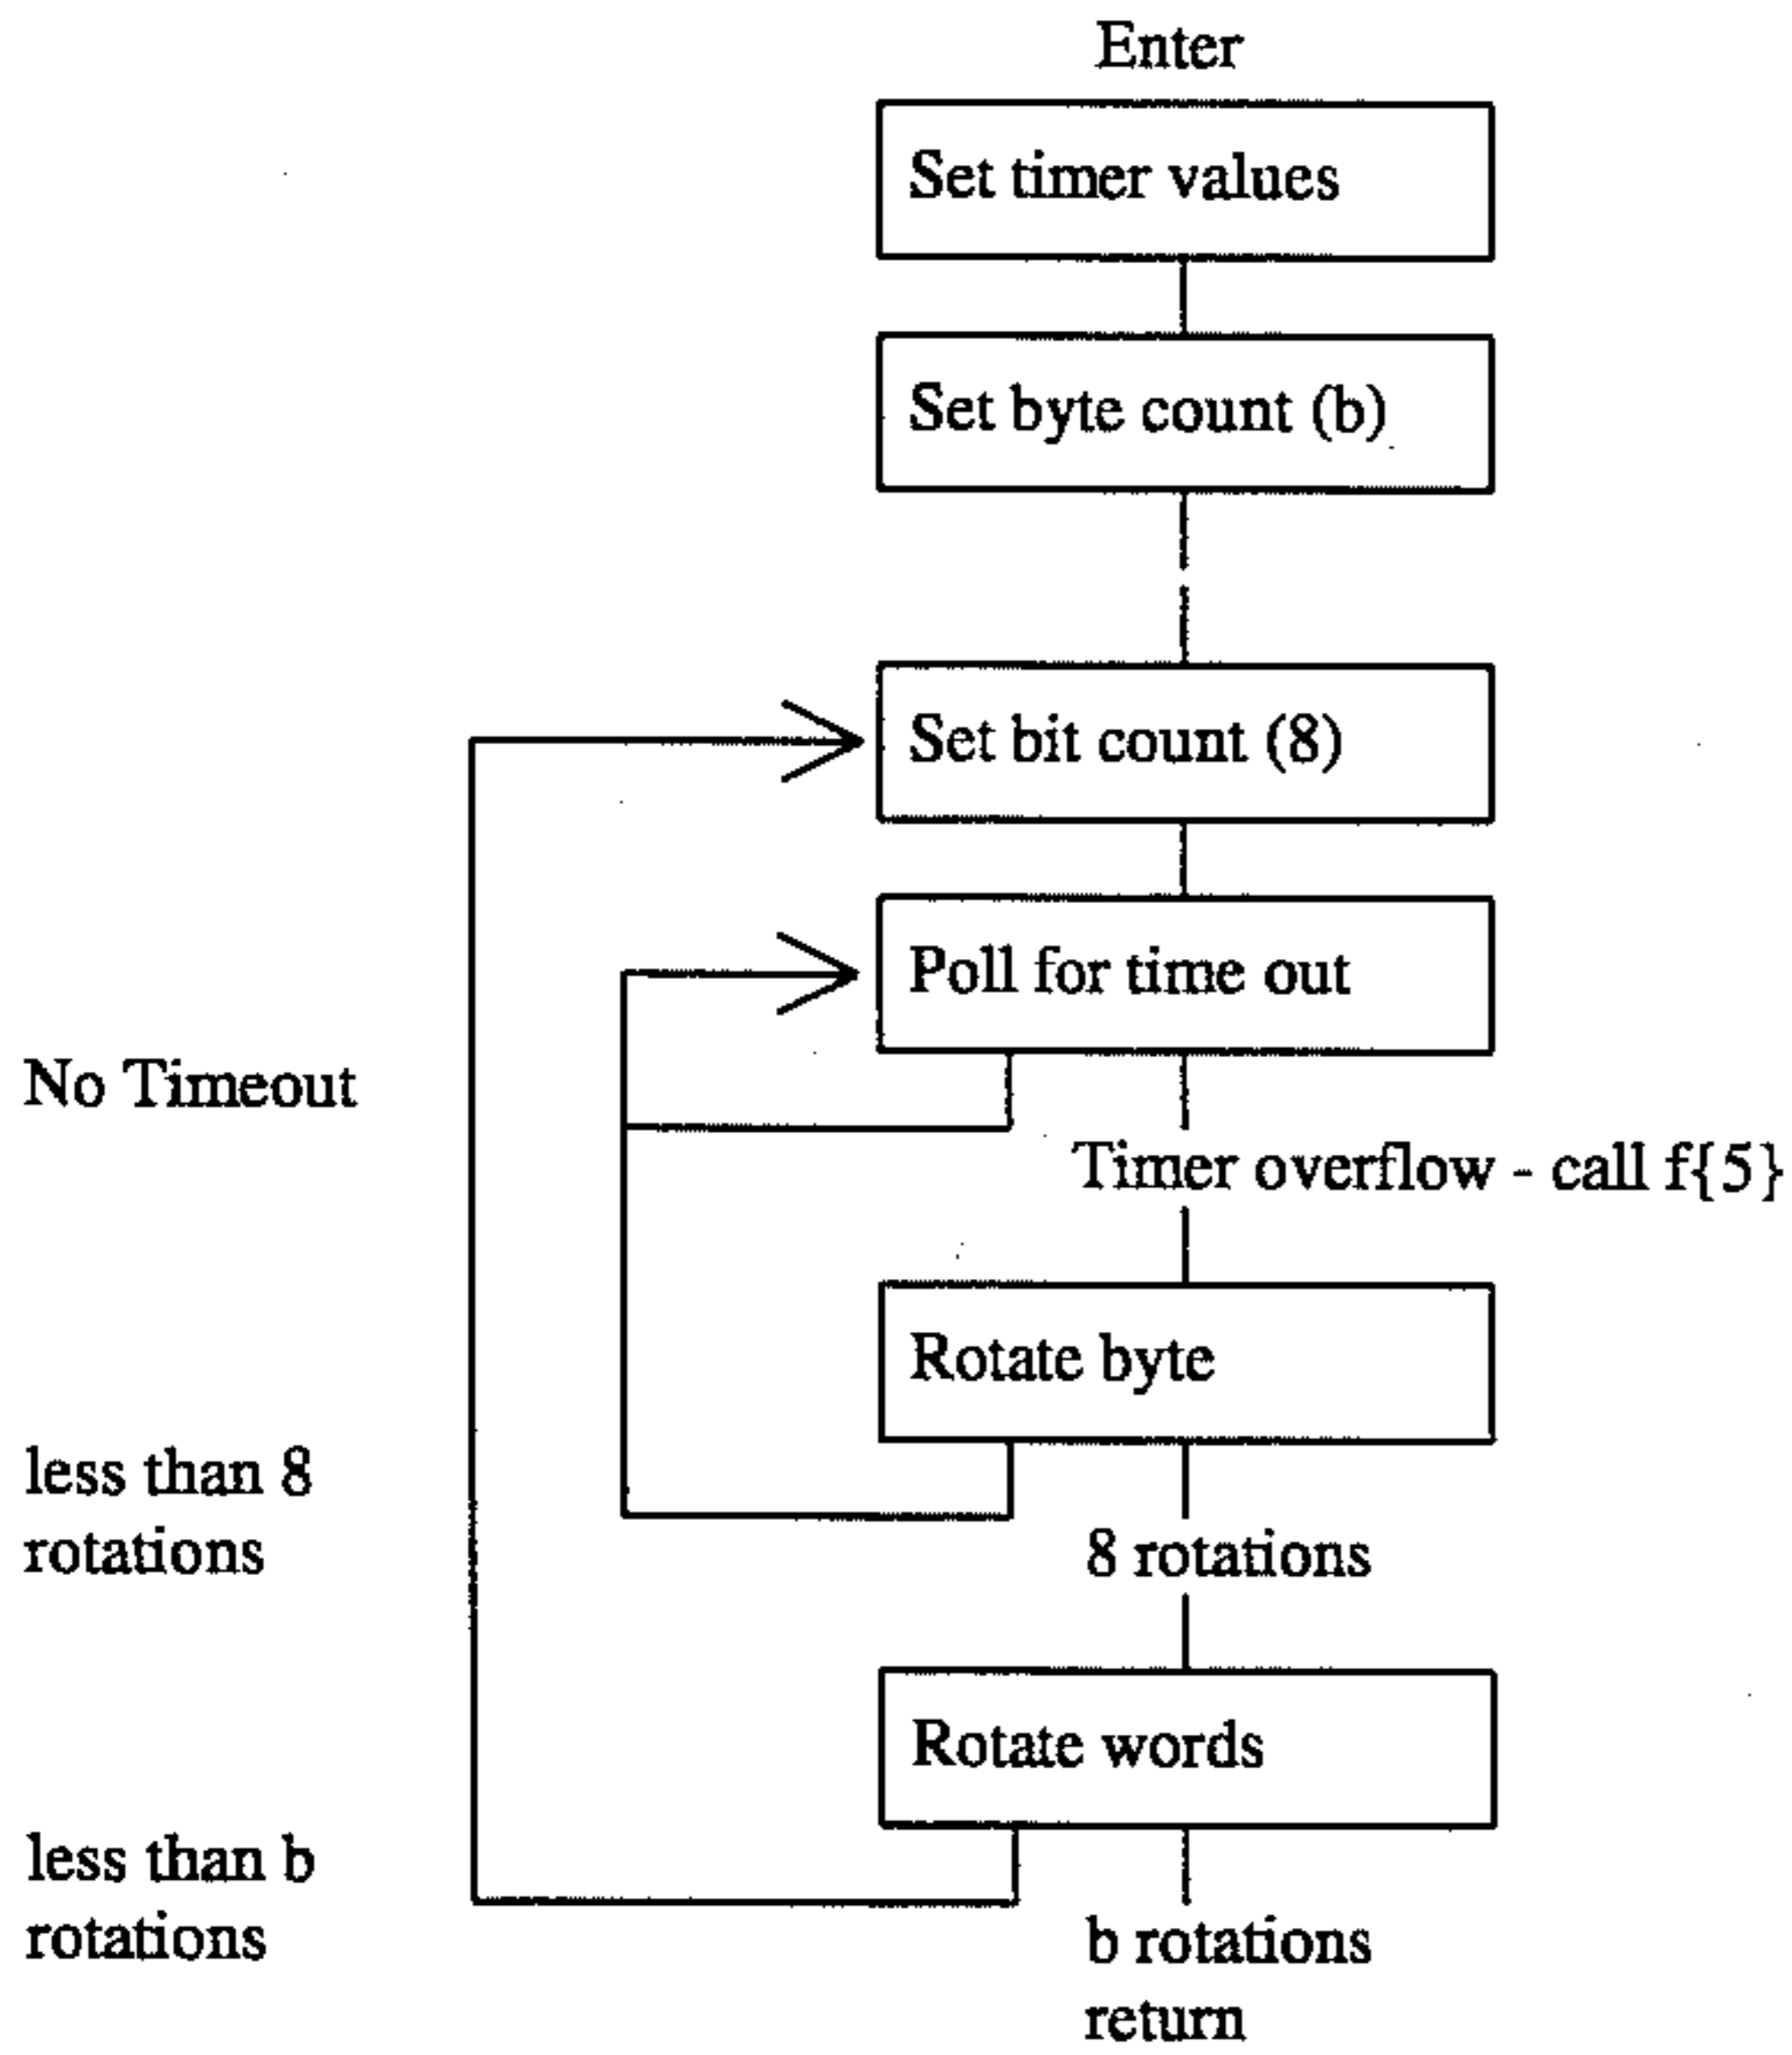 Enter
Set timer values
Set byte count (b)
Set bit count (8)
Poll for time out
No Timeout
Timer overflow - call f{5}
Rotate byte
less than 8
rotations
8 rotations
Rotate words
less than b
rotations
b rotations
return